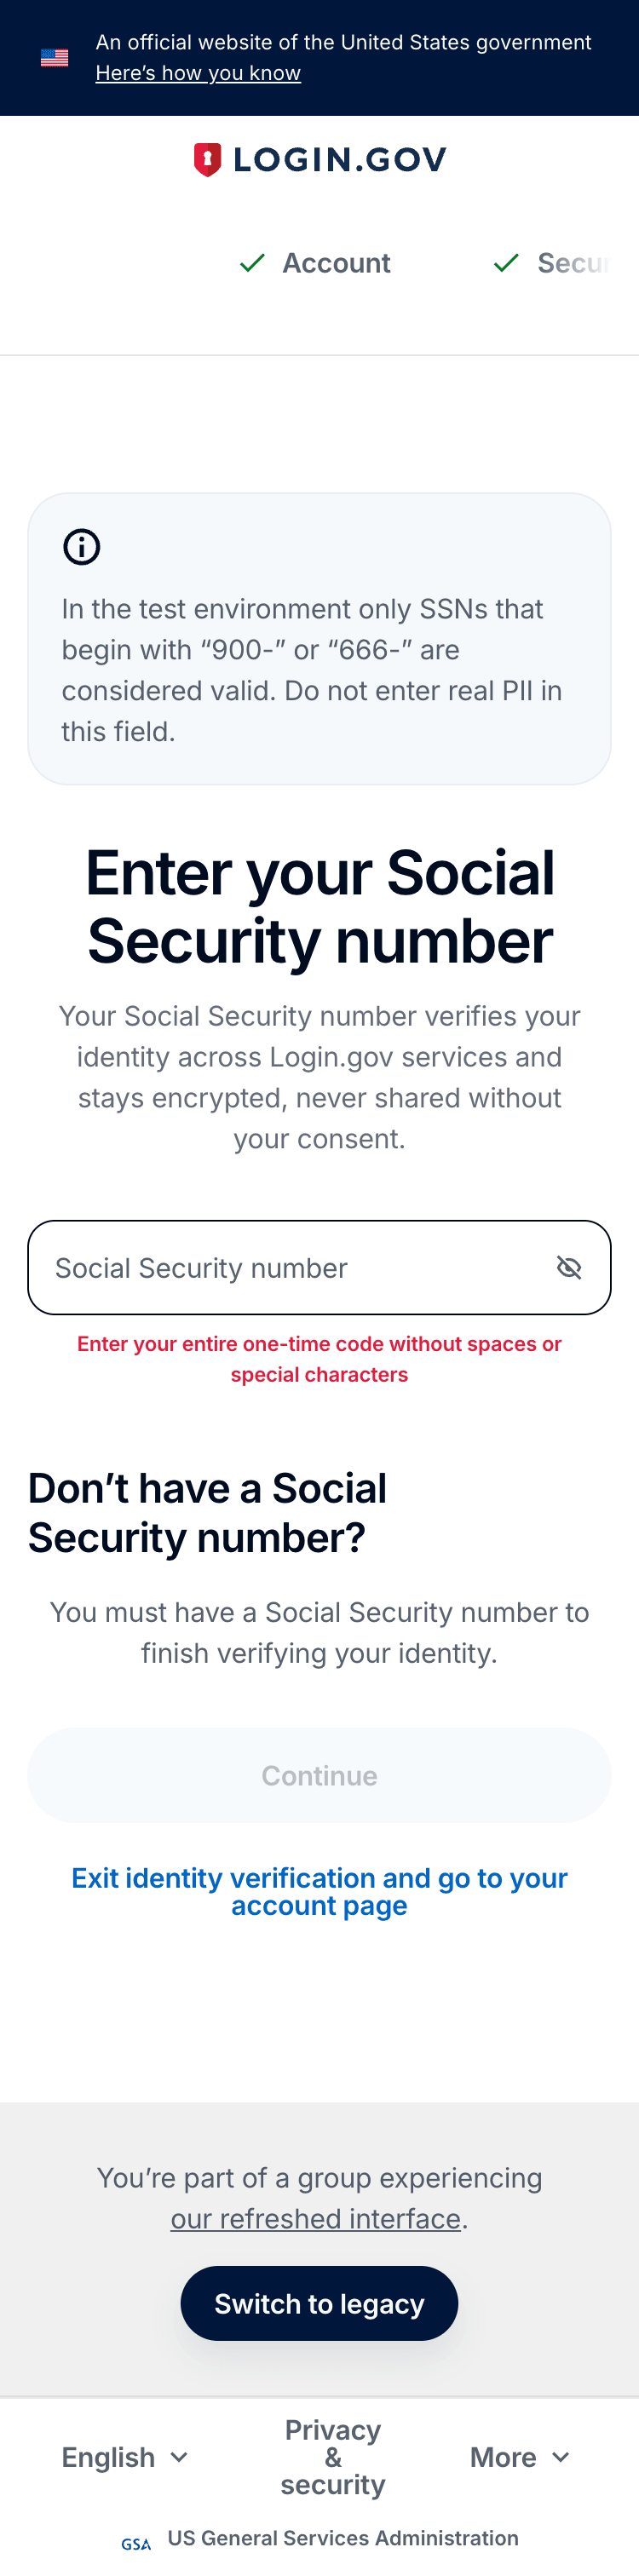 An official website of the United States government
Here’s how you know
LOGIN.GOV
Account
Secur
In the test environment only SSNs that
begin with “900-” or “666-” are
considered valid. Do not enter real PII in
this field.
Enter your Social
Security number
Your Social Security number verifies your
identity across Login.gov services and
stays encrypted, never shared without
your consent.
Social Security number
Enter your entire one-time code without spaces or
special characters
Don’t have a Social
Security number?
You must have a Social Security number to
finish verifying your identity.
Continue
Exit identity verification and go to your
account page
You’re part of a group experiencing
our refreshed interface.
Switch to legacy
English
Privacy
&
security
More
GSA US General Services Administration